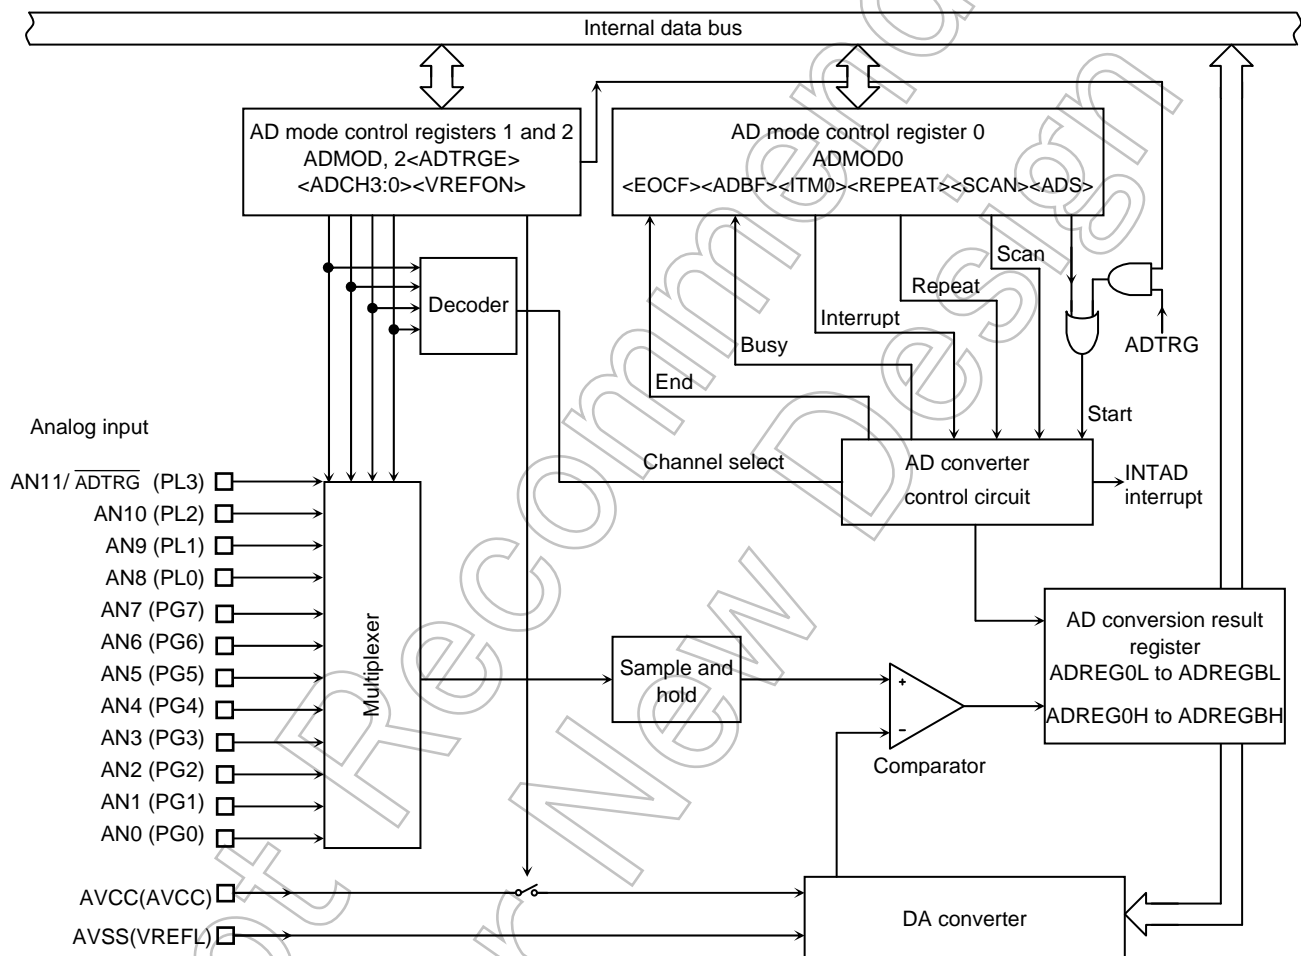 Internal data bus
AD mode control registers 1 and 2
ADMOD, 2<ADTRGE>
<ADCH3:0><VREFON>
AD mode control register 0
ADMOD0
<EOCF><ADBF><ITM0><REPEAT><SCAN><ADS>
Scan
Repeat
Decoder
Interrupt
Busy
ADTRG
End
Start
Analog input
Channel select
AD converter
control circuit
INTAD
interrupt
AN11/ ADTRG (PL3)
AN10 (PL2)
AN9 (PL1)
AN8 (PL0)
AN7 (PG7)
AN6 (PG6)
AN5 (PG5)
AN4 (PG4)
AN3 (PG3)
AN2 (PG2)
AN1 (PG1)
AN0 (PG0)
Multiplexer
Sample and
hold
+
−
Comparator
AD conversion result
register
ADREG0L to ADREGBL
ADREG0H to ADREGBH
AVCC(AVCC)
AVSS(VREFL)
DA converter
ot Recommend
r New Design